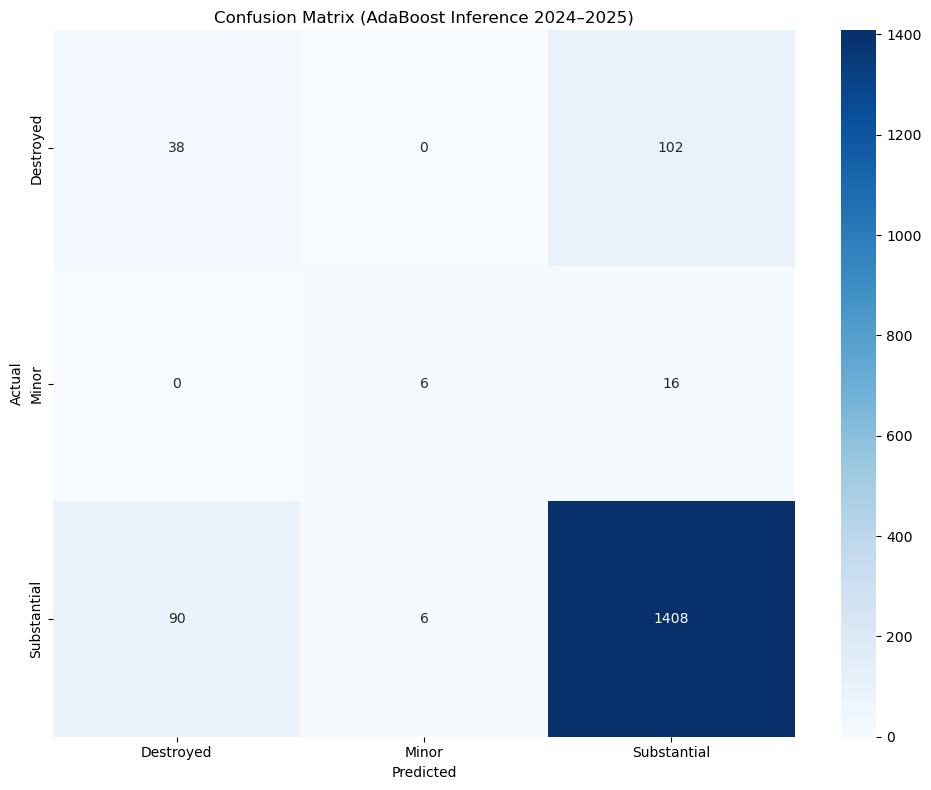 Confusion Matrix (AdaBoost Inference 2024–2025)
Actual
Destroyed
38
0
102
Minor
0
6
16
Substantial
90
6
1408
Destroyed
Minor
Substantial
Predicted
1400
1200
1000
800
600
400
200
0